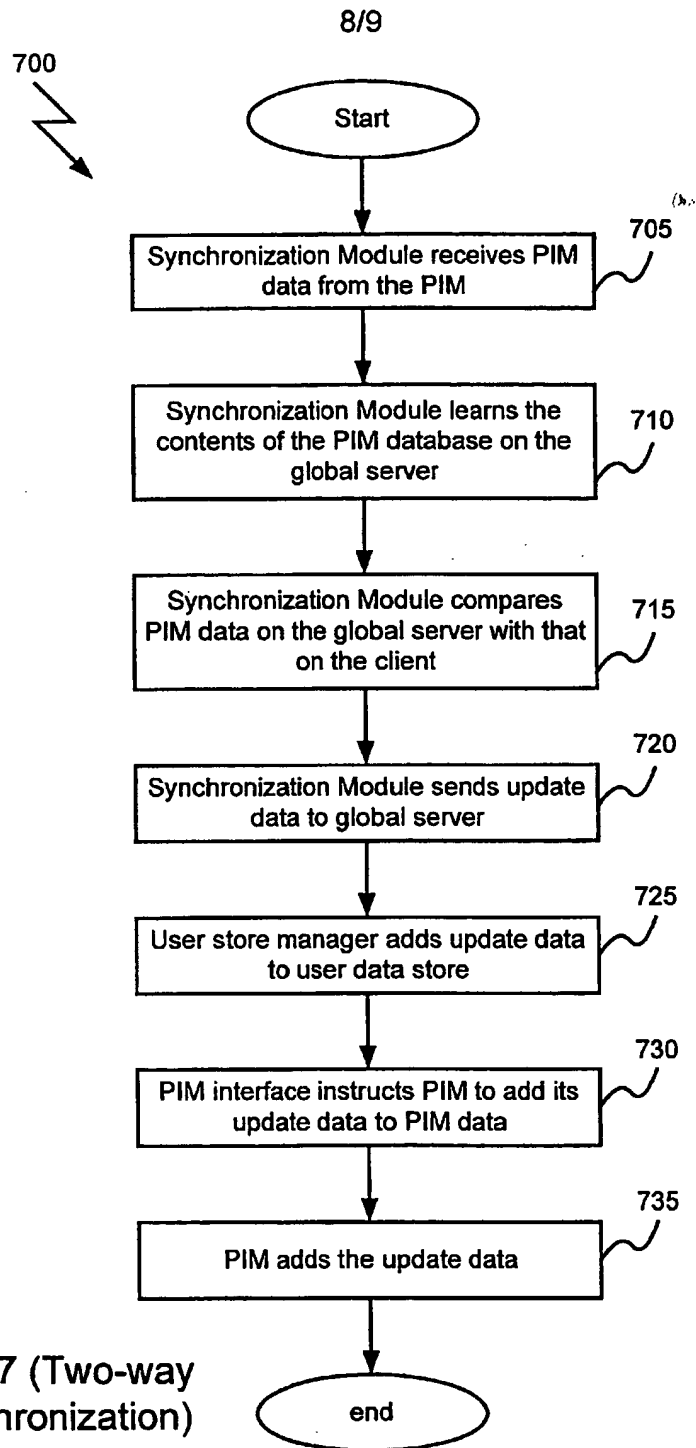 8/9
700
Start
705
Synchronization Module receives PIM
data from the PIM
710
Synchronization Module learns the
contents of the PIM database on the
global server
715
Synchronization Module compares
PIM data on the global server with that
on the client
720
Synchronization Module sends update
data to global server
725
User store manager adds update data
to user data store
730
PIM interface instructs PIM to add its
update data to PIM data
735
PIM adds the update data
7 (Two-way
hronization)
end